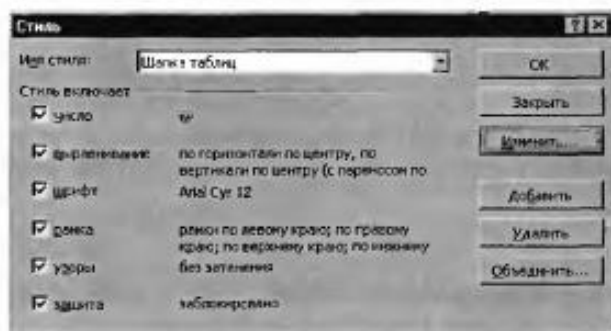 Стиль
Имя стиля: Шапка таблиц
ОК
Стиль включает
Закрыть
число
Изменить...
выравнивание по горизонтали по центру, по
вертикали по центру (с переносом по
шрифт Arial Cyr 12
Добавить
рамка рамки по левому краю; по правому
краю; по верхнему краю; по нижнему
Удалить
узоры без затенения
Объединить...
защита заблокировано